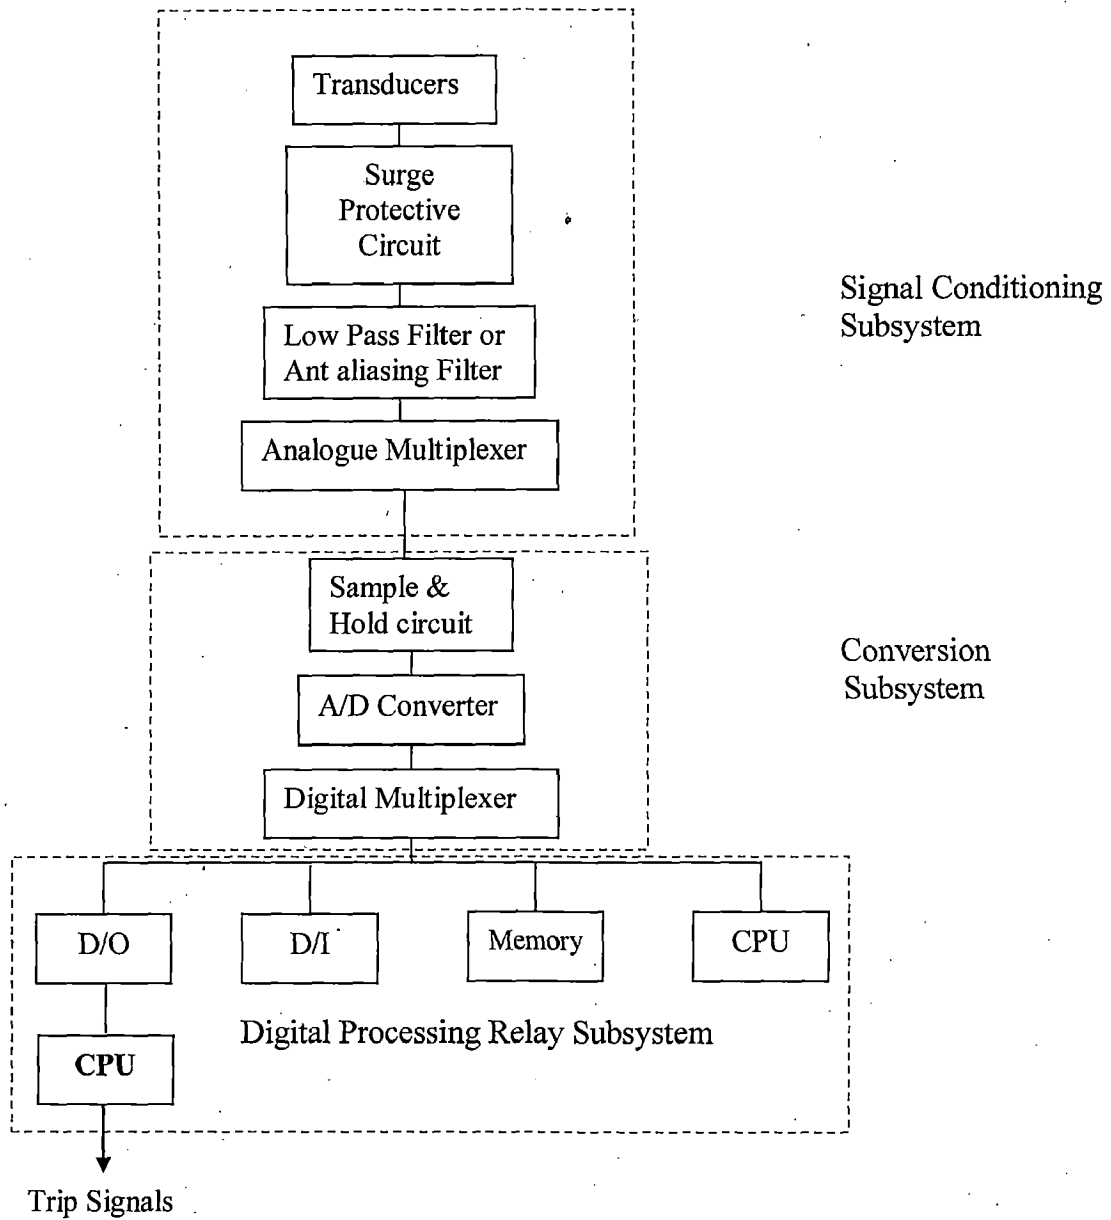 Transducers
Surge
Protective
Circuit
Low Pass Filter or
Ant aliasing Filter
Analogue Multiplexer
Signal Conditioning
Subsystem
Sample &
Hold circuit
A/D Converter
Digital Multiplexer
Conversion
Subsystem
D/O
D/I
Memory
CPU
Digital Processing Relay Subsystem
CPU
Trip Signals